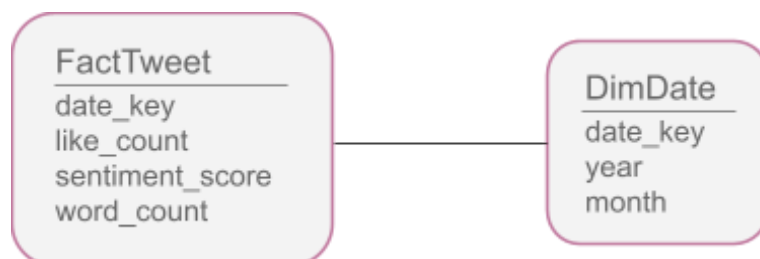 FactTweet
date_key
like_count
sentiment_score
word_count
DimDate
date_key
year
month